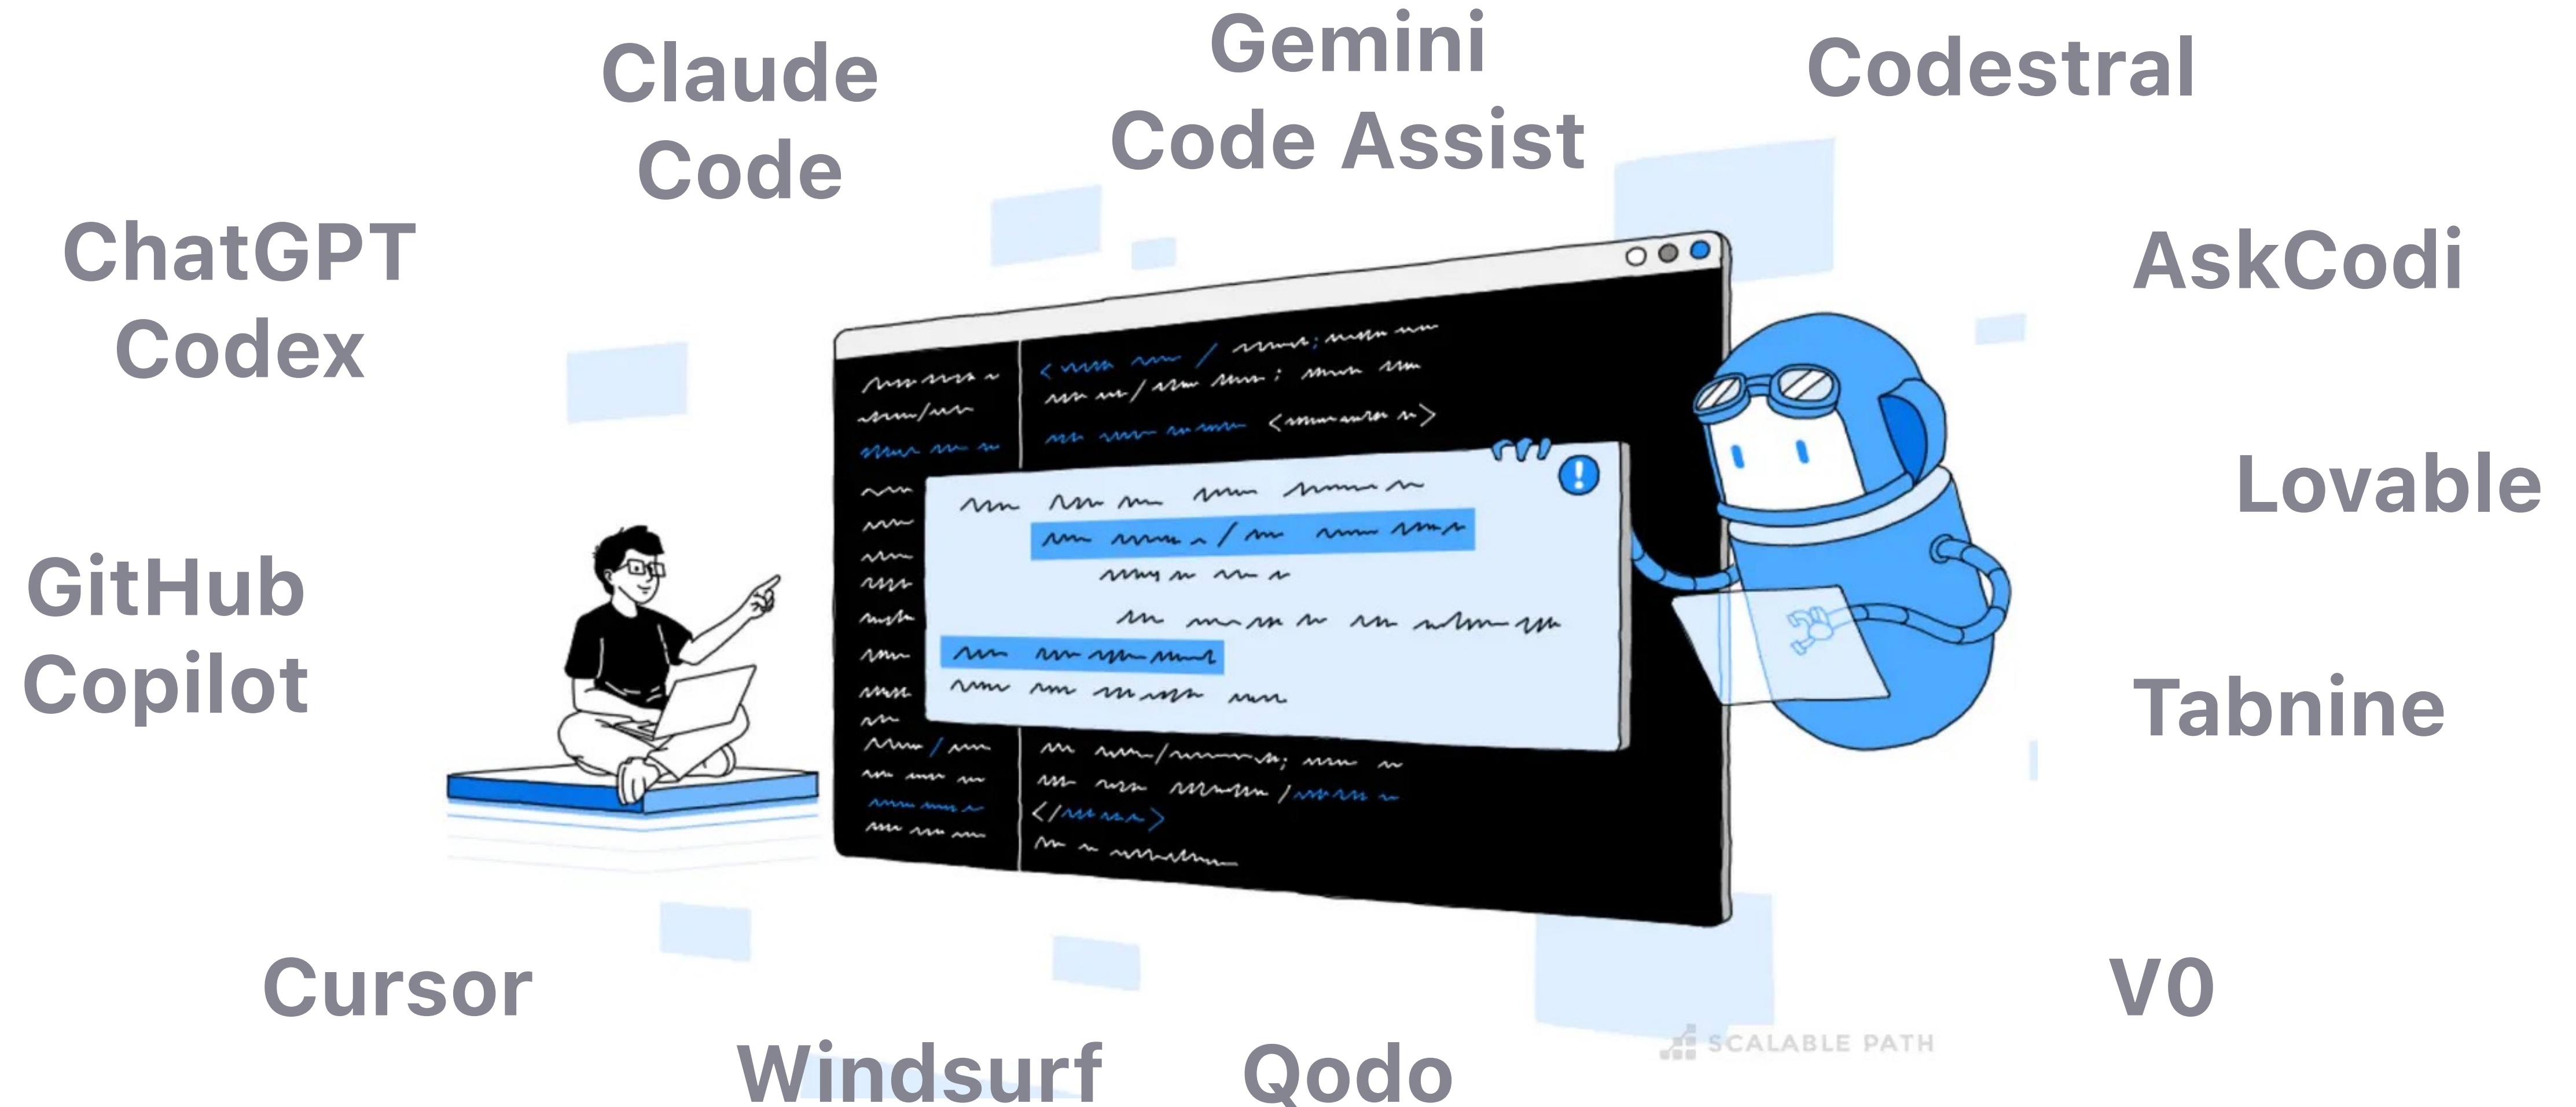 Claude
Code
Gemini
Code Assist
Codestral
ChatGPT
Codex
AskCodi
Lovable
GitHub
Copilot
Tabnine
Cursor
V0
Windsurf
Qodo
SCALABLE PATH